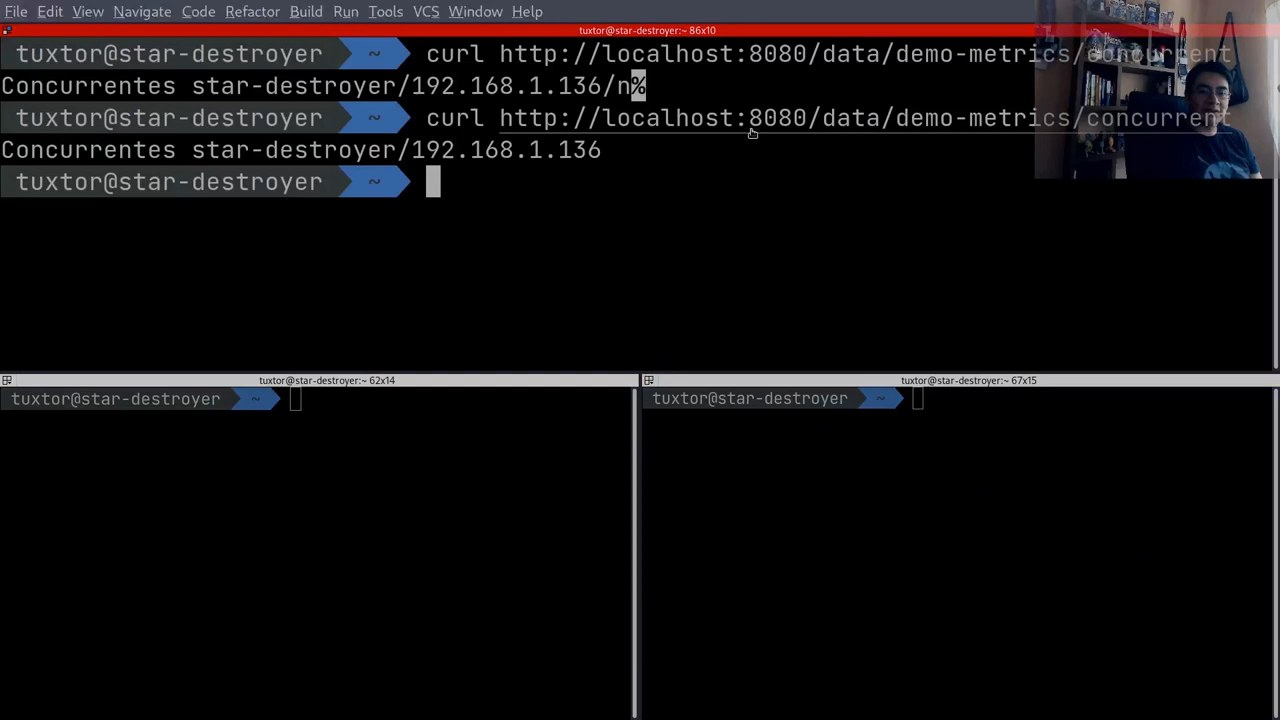 File Edit View Navigate Code Refactor Build Run Tools VCS Window Help
tuxtor@star-destroyer:~ 86x10
tuxtor@star-destroyer ~ curl http://localhost:8080/data/demo-metrics/concurrent
Concurrentes star-destroyer/192.168.1.136/n%
tuxtor@star-destroyer ~ curl http://localhost:8080/data/demo-metrics/concurrent
Concurrentes star-destroyer/192.168.1.136
tuxtor@star-destroyer ~
tuxtor@star-destroyer:~ 62x14
tuxtor@star-destroyer ~
tuxtor@star-destroyer:~ 67x15
tuxtor@star-destroyer ~